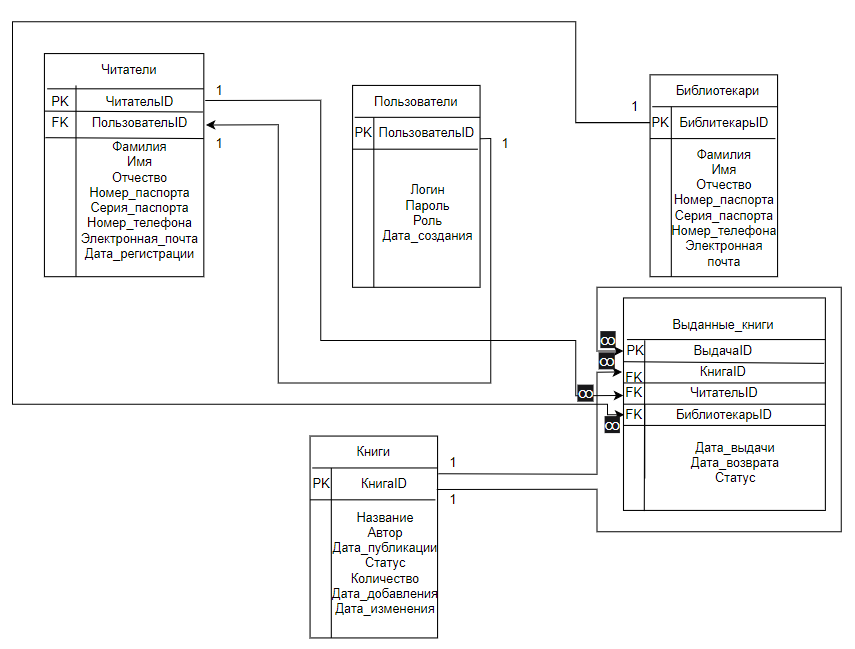 Читатели
PK ЧитательID
FK ПользовательID
Фамилия
Имя
Отчество
Номер_паспорта
Серия_паспорта
Номер_телефона
Электронная_почта
Дата_регистрации
1
1
Пользователи
PK ПользовательID
Логин
Пароль
Роль
Дата_создания
1
1
Библиотекари
PK БиблитекарьID
Фамилия
Имя
Отчество
Номер_паспорта
Серия_паспорта
Номер_телефона
Электронная
почта
Выданные_книги
PK ВыдачаID
FK КнигаID
FK ЧитательID
FK БиблиотекарьID
Дата_выдачи
Дата_возврата
Статус
∞
∞
∞
∞
Книги
PK КнигаID
Название
Автор
Дата_публикации
Статус
Количество
Дата_добавления
Дата_изменения
1
1